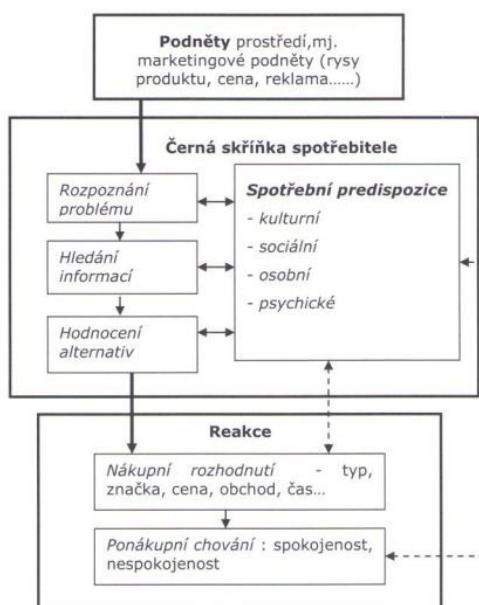 Podněty prostředí,mj.
marketingové podněty (rysy
produktu, cena, reklama......)
Černá skříňka spotřebitele
Rozpoznání
problému
Hledání
informací
Hodnocení
alternativ
Spotřební predispozice
- kulturní
- sociální
- osobní
- psychické
Reakce
Nákupní rozhodnutí - typ,
značka, cena, obchod, čas...
Ponákupní chování : spokojenost,
nespokojenost